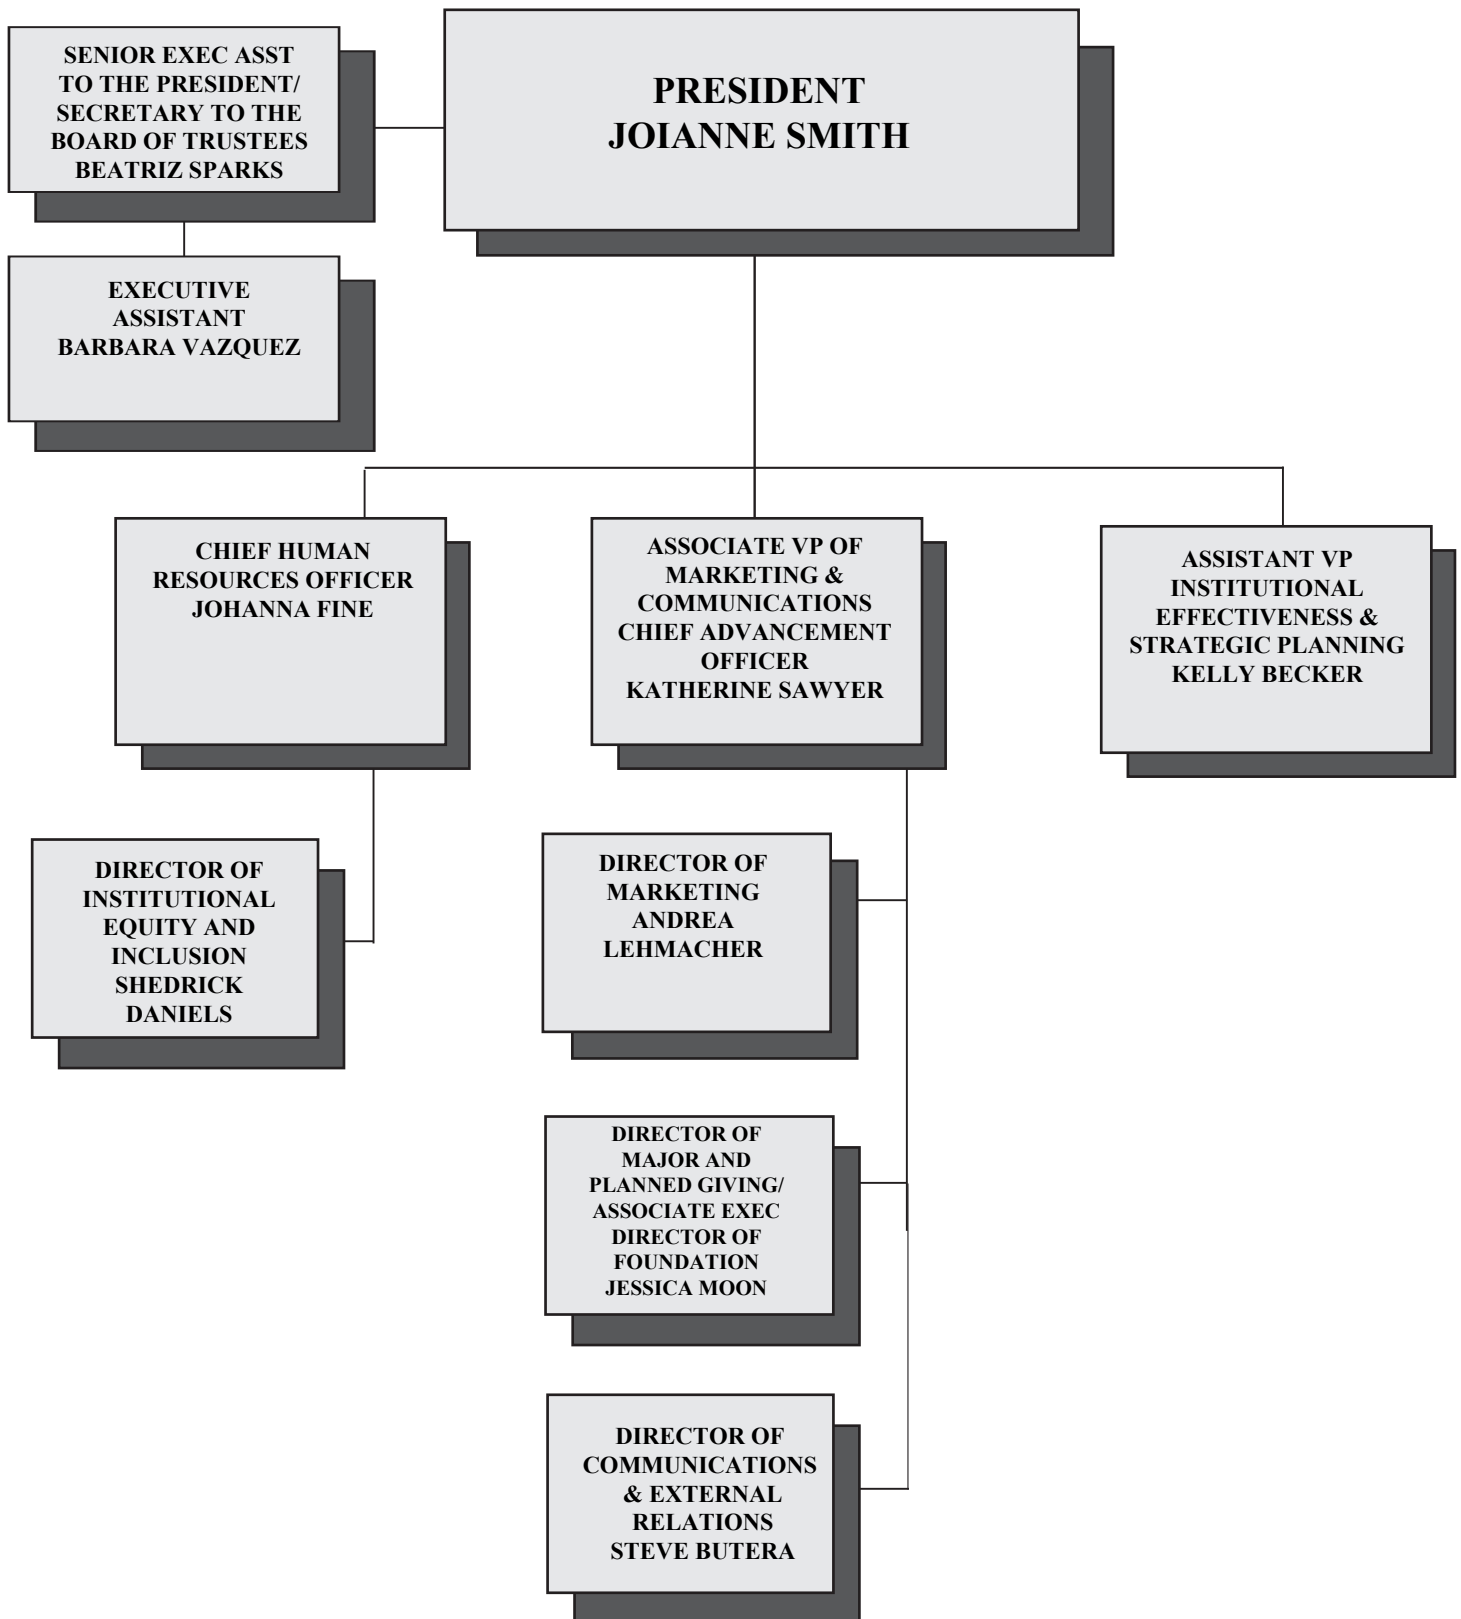 SENIOR EXEC ASST
TO THE PRESIDENT/
SECRETARY TO THE
BOARD OF TRUSTEES
BEATRIZ SPARKS
PRESIDENT
JOIANNE SMITH
EXECUTIVE
ASSISTANT
BARBARA VAZQUEZ
CHIEF HUMAN
RESOURCES OFFICER
JOHANNA FINE
ASSOCIATE VP OF
MARKETING &
COMMUNICATIONS
CHIEF ADVANCEMENT
OFFICER
KATHERINE SAWYER
ASSISTANT VP
INSTITUTIONAL
EFFECTIVENESS &
STRATEGIC PLANNING
KELLY BECKER
DIRECTOR OF
INSTITUTIONAL
EQUITY AND
INCLUSION
SHEDRICK
DANIELS
DIRECTOR OF
MARKETING
ANDREA
LEHMACHER
DIRECTOR OF
MAJOR AND
PLANNED GIVING/
ASSOCIATE EXEC
DIRECTOR OF
FOUNDATION
JESSICA MOON
DIRECTOR OF
COMMUNICATIONS
& EXTERNAL
RELATIONS
STEVE BUTERA